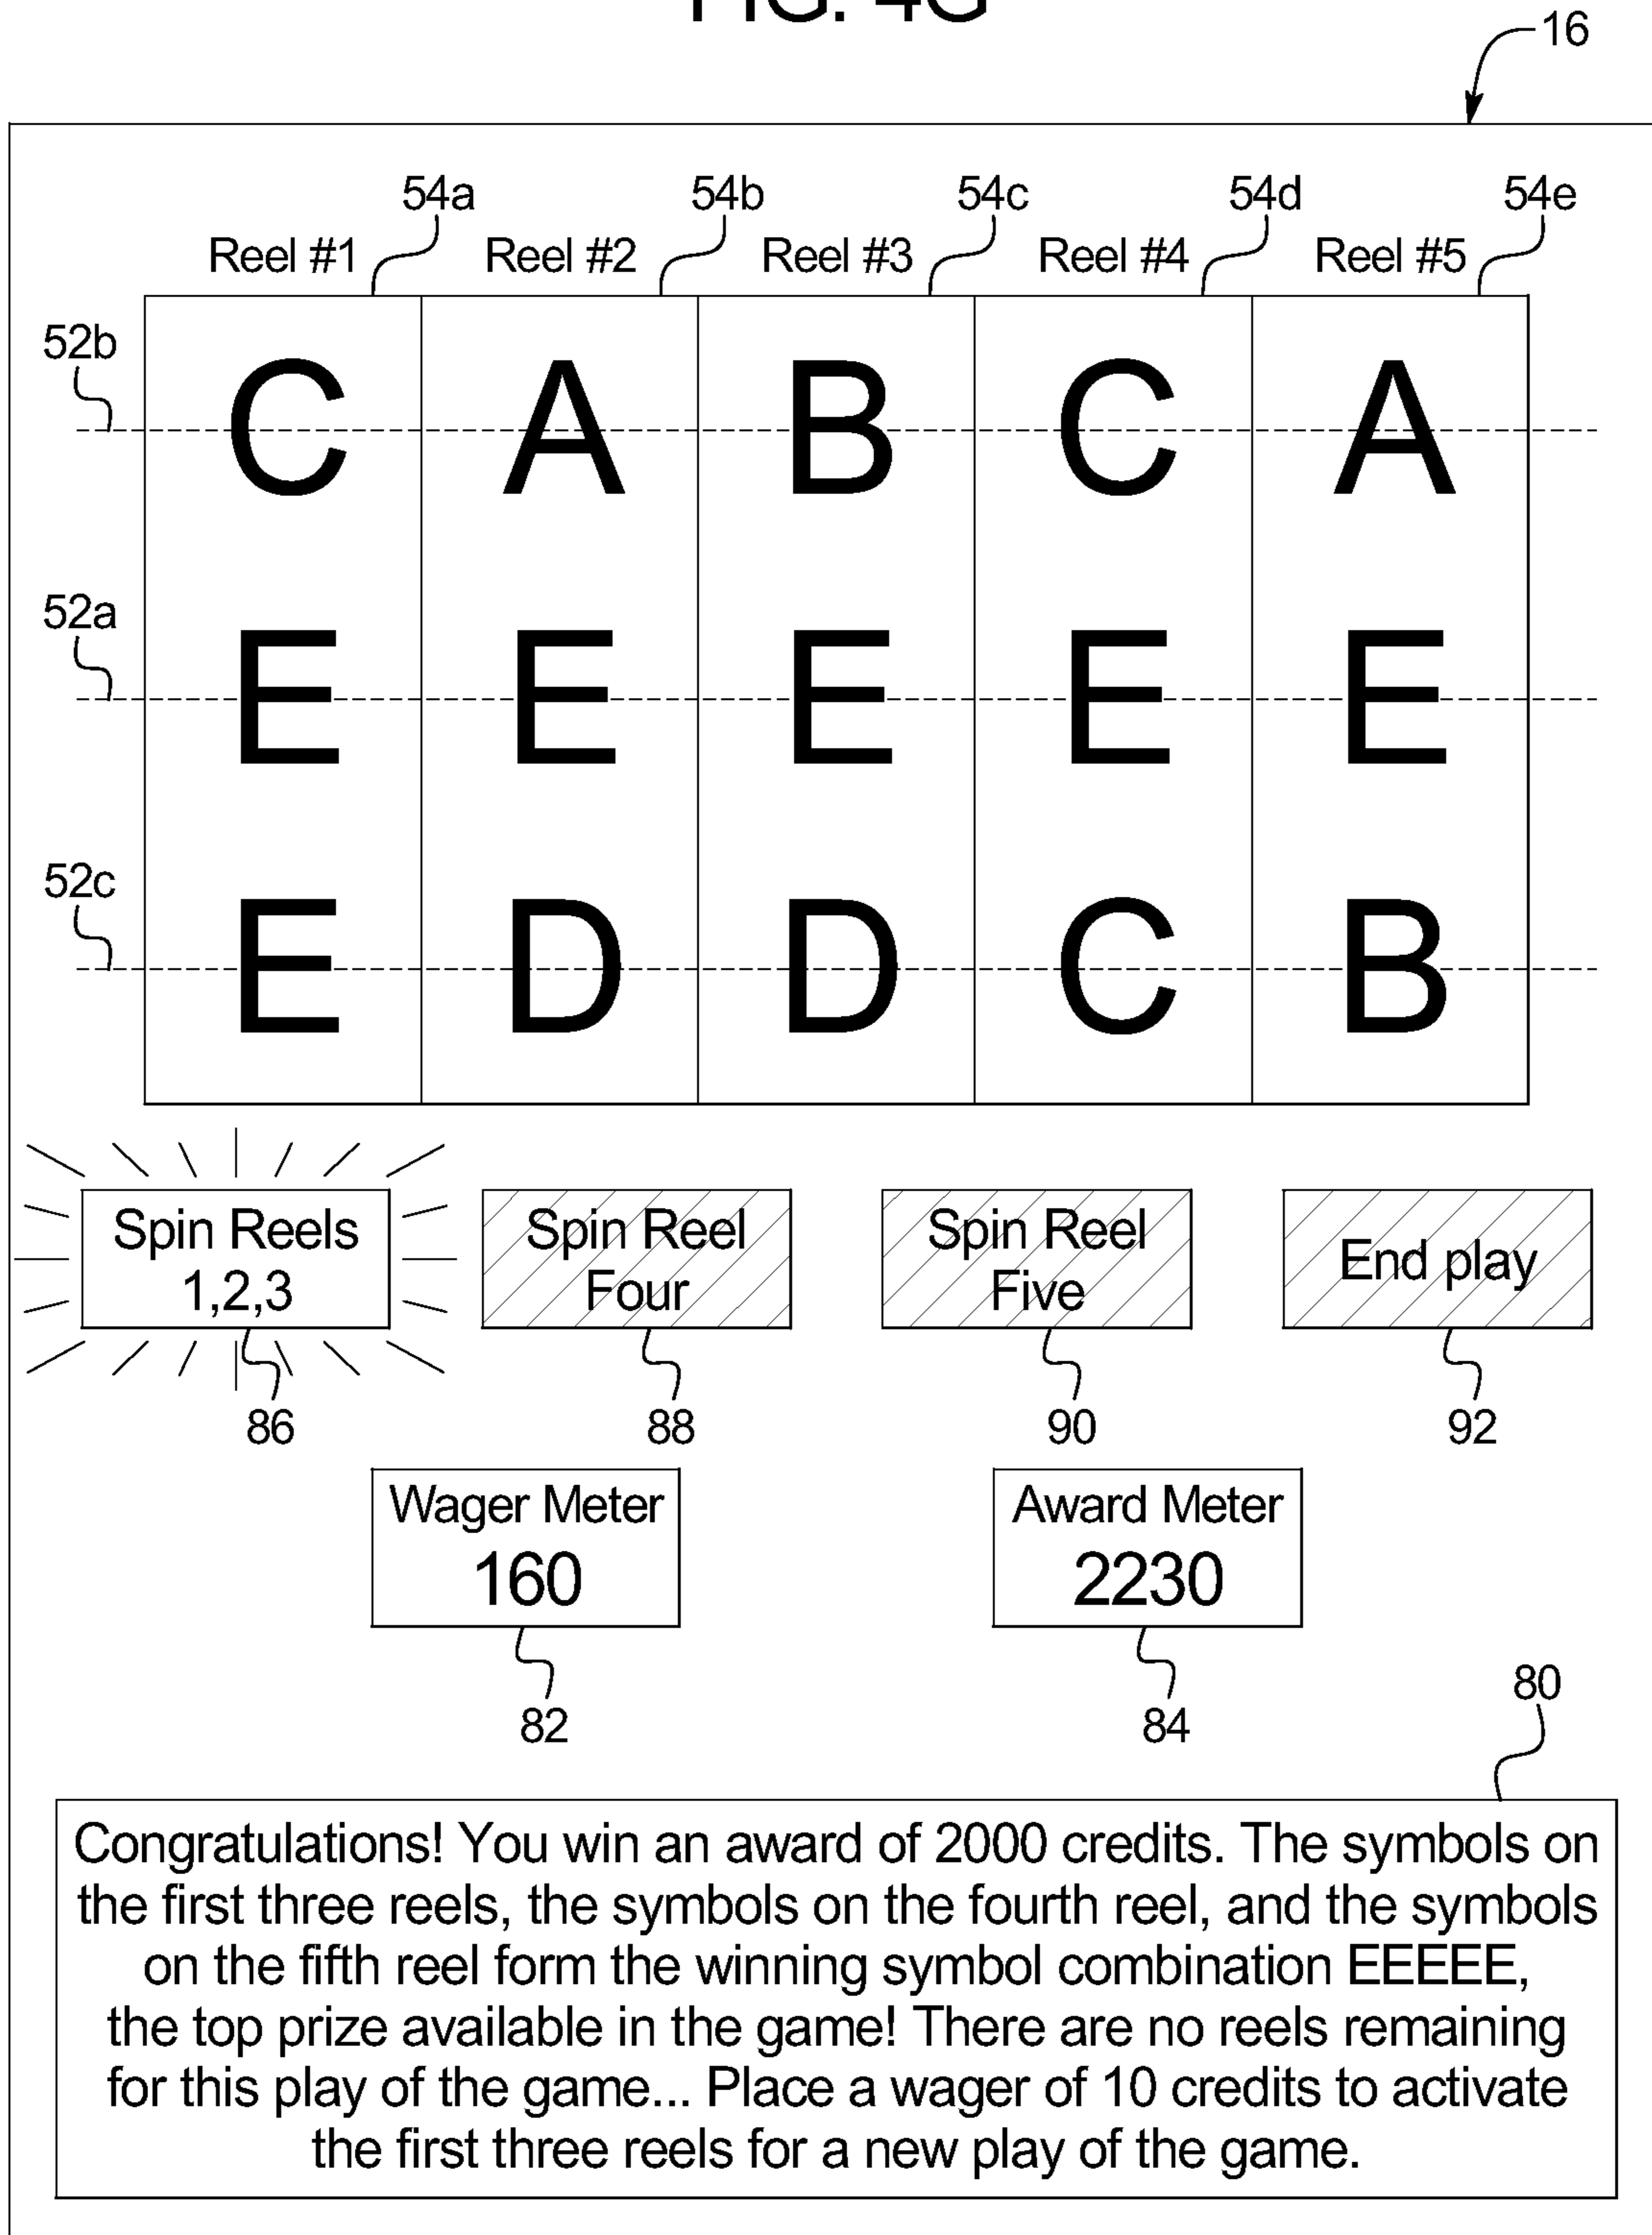 FIG. 4G
16
54a 54b 54c 54d 54e
Reel #1 Reel #2 Reel #3 Reel #4 Reel #5
52b
C A B C A
52a
E E E E E
52c
E D D C B
Spin Reels
1,2,3
Spin Reel
Four
Spin Reel
Five
End play
86 88 90 92
Wager Meter
160
Award Meter
2230
82 84
80
Congratulations! You win an award of 2000 credits. The symbols on
the first three reels, the symbols on the fourth reel, and the symbols
on the fifth reel form the winning symbol combination EEEEE,
the top prize available in the game! There are no reels remaining
for this play of the game... Place a wager of 10 credits to activate
the first three reels for a new play of the game.